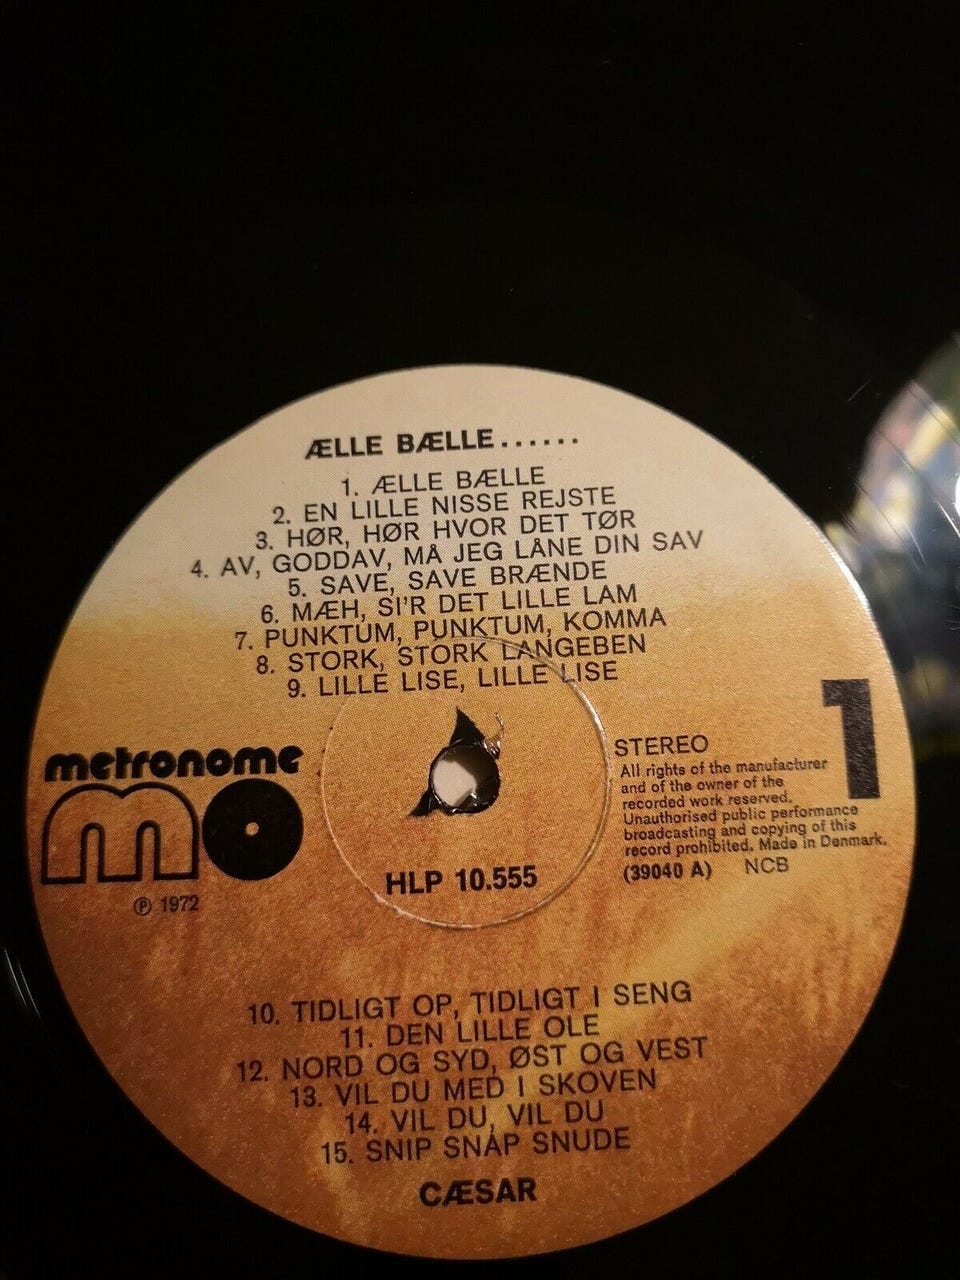 ÆLLE BÆLLE......
1. ÆLLE BÆLLE
2. EN LILLE NISSE REJSTE
3. HØR, HØR HVOR DET TØR
4. AV, GODDAV, MÅ JEG LÅNE DIN SAV
5. SAVE, SAVE BRÆNDE
6. MÆH, SI'R DET LILLE LAM
7. PUNKTUM, PUNKTUM, KOMMA
8. STORK, STORK LANGEBEN
9. LILLE LISE, LILLE LISE
metronome
mo
℗ 1972
HLP 10.555
1
STEREO
All rights of the manufacturer
and of the owner of the
recorded work reserved.
Unauthorised public performance
broadcasting and copying of this
record prohibited. Made in Denmark.
(39040 A) NCB
10. TIDLIGT OP, TIDLIGT I SENG
11. DEN LILLE OLE
12. NORD OG SYD, ØST OG VEST
13. VIL DU MED I SKOVEN
14. VIL DU, VIL DU
15. SNIP SNAP SNUDE
CÆSAR